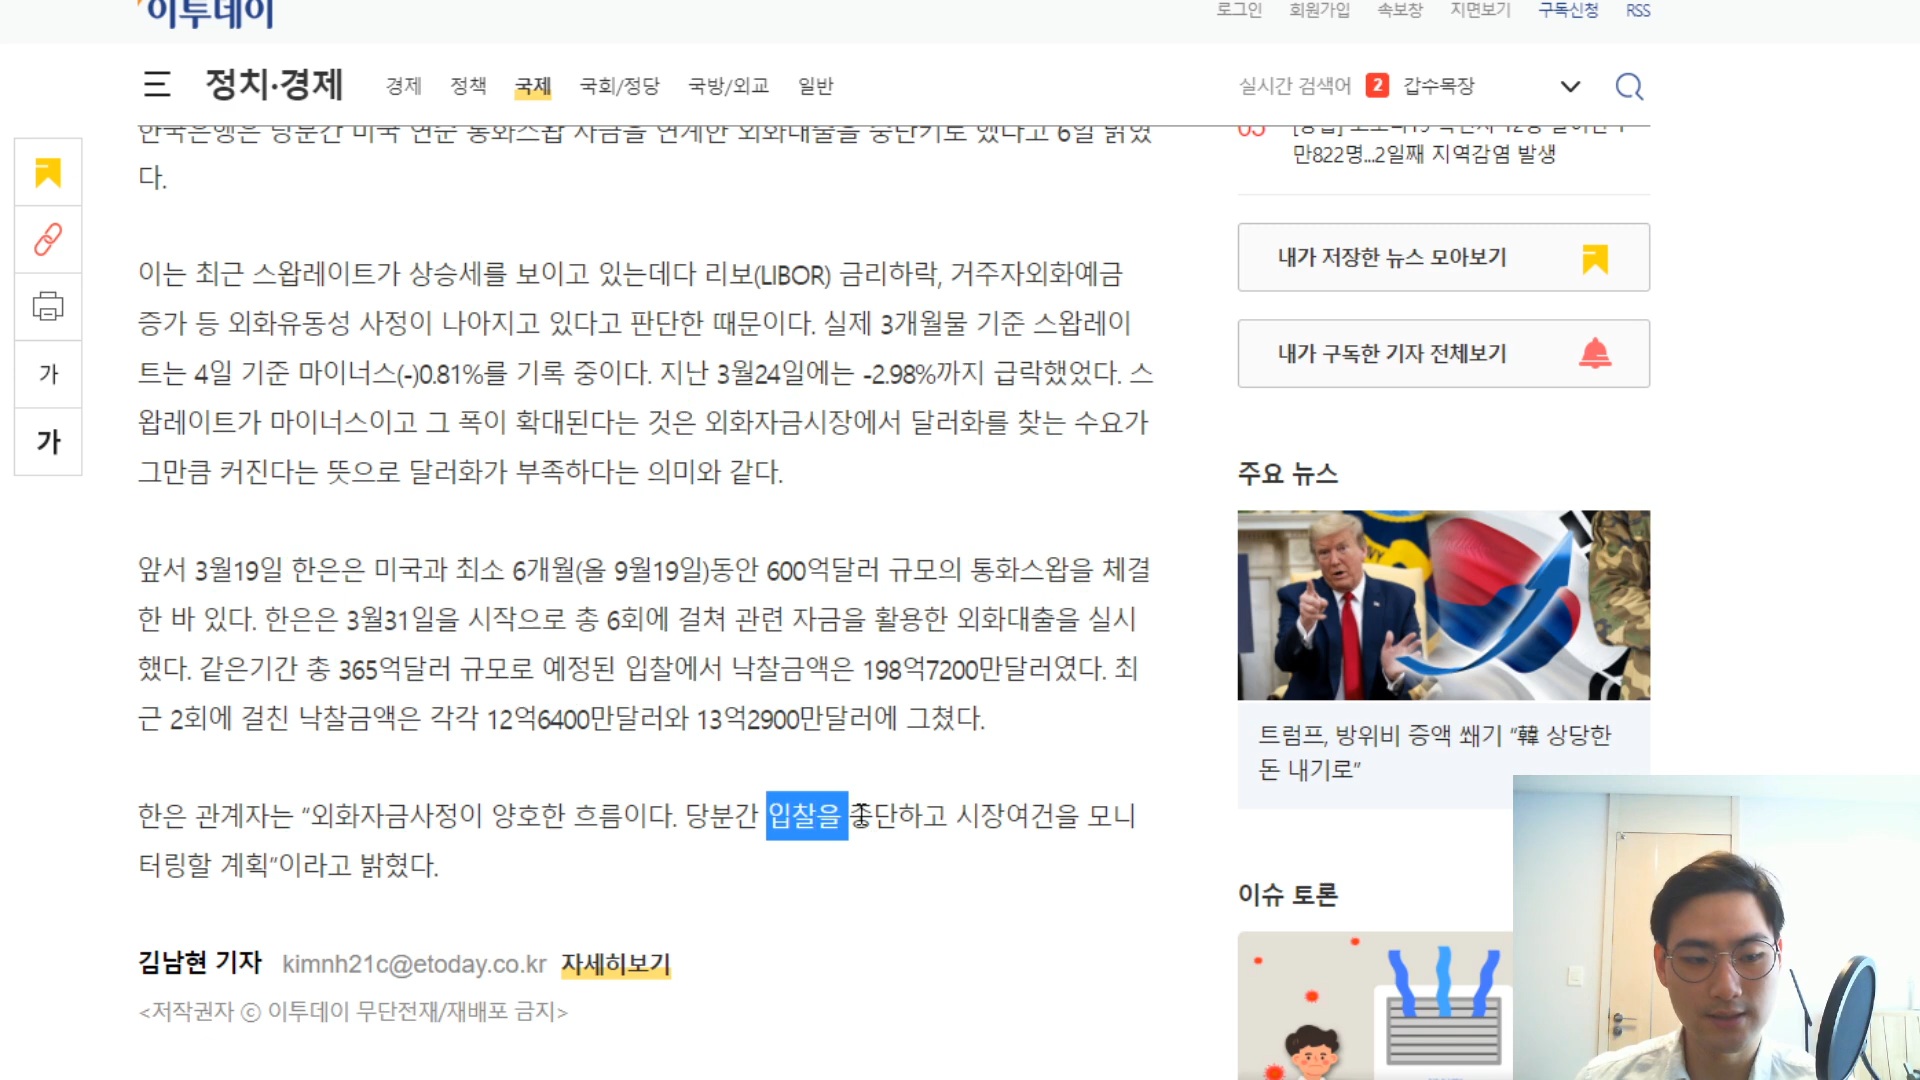 이투데이
로그인 회원가입 속보창 지면보기 구독신청 RSS
정치·경제 경제 정책 국제 국회/정당 국방/외교 일반
실시간 검색어 2 갑수목장
한국은행은 당분간 미국 연준 통화스왑 자금을 연계한 외화대출을 중단키로 했다고 6일 밝혔
다.
이는 최근 스왑레이트가 상승세를 보이고 있는데다 리보(LIBOR) 금리하락, 거주자외화예금
증가 등 외화유동성 사정이 나아지고 있다고 판단한 때문이다. 실제 3개월물 기준 스왑레이
트는 4일 기준 마이너스(-)0.81%를 기록 중이다. 지난 3월24일에는 -2.98%까지 급락했었다. 스
왑레이트가 마이너스이고 그 폭이 확대된다는 것은 외화자금시장에서 달러화를 찾는 수요가
그만큼 커진다는 뜻으로 달러화가 부족하다는 의미와 같다.
앞서 3월19일 한은은 미국과 최소 6개월(올 9월19일)동안 600억달러 규모의 통화스왑을 체결
한 바 있다. 한은은 3월31일을 시작으로 총 6회에 걸쳐 관련 자금을 활용한 외화대출을 실시
했다. 같은기간 총 365억달러 규모로 예정된 입찰에서 낙찰금액은 198억7200만달러였다. 최
근 2회에 걸친 낙찰금액은 각각 12억6400만달러와 13억2900만달러에 그쳤다.
한은 관계자는 “외화자금사정이 양호한 흐름이다. 당분간 입찰을 중단하고 시장여건을 모니
터링할 계획”이라고 밝혔다.
김남현 기자 kimnh21c@etoday.co.kr 자세히보기
<저작권자 ⓒ 이투데이 무단전재/재배포 금지>
가
가
만822명...2일째 지역감염 발생
내가 저장한 뉴스 모아보기
내가 구독한 기자 전체보기
주요 뉴스
트럼프, 방위비 증액 쐐기 “韓 상당한
돈 내기로”
이슈 토론